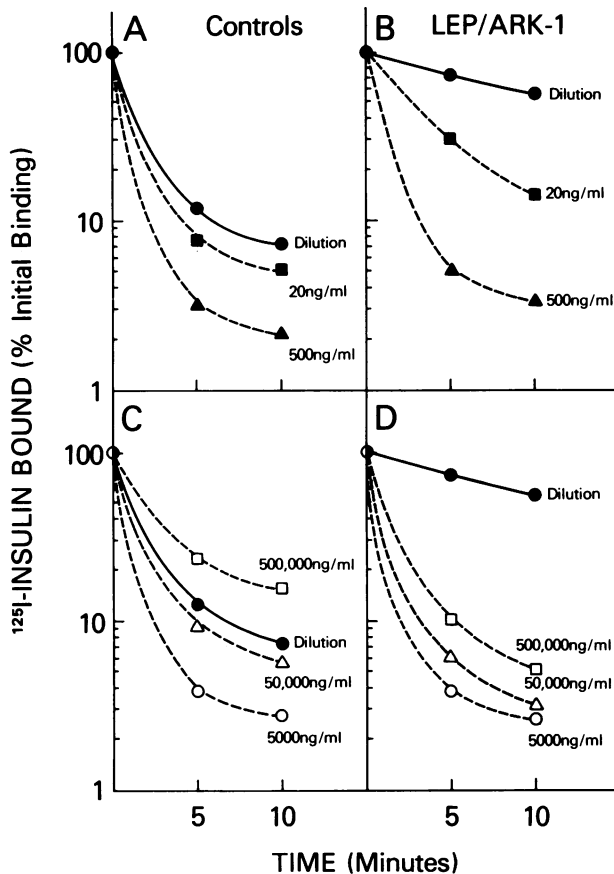 A Controls
B LEP/ARK-1
100
10
1
Dilution
20ng/ml
500ng/ml
Dilution
20ng/ml
500ng/ml
¹²⁵I-INSULIN BOUND (% Initial Binding)
C
D
100
10
1
500,000ng/ml
Dilution
50,000ng/ml
5000ng/ml
Dilution
500,000ng/ml
50,000ng/ml
5000ng/ml
5 10 5 10
TIME (Minutes)